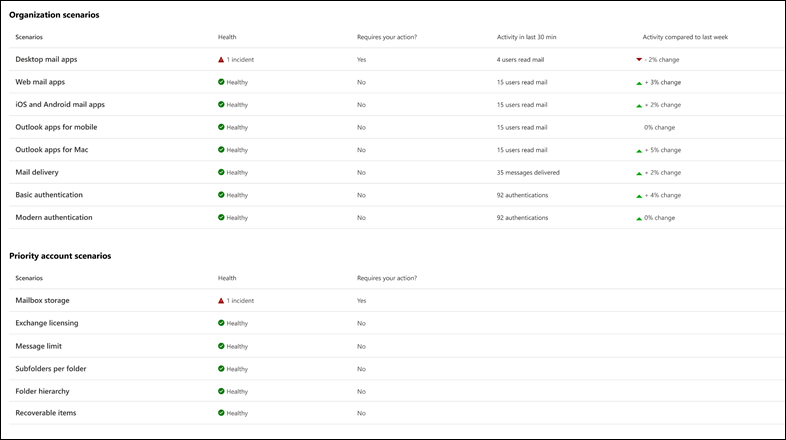 Organization scenarios
Scenarios Health Requires your action? Activity in last 30 min Activity compared to last week
Desktop mail apps 1 incident Yes 4 users read mail - 2% change
Web mail apps Healthy No 15 users read mail + 3% change
iOS and Android mail apps Healthy No 15 users read mail + 2% change
Outlook apps for mobile Healthy No 15 users read mail 0% change
Outlook apps for Mac Healthy No 15 users read mail + 5% change
Mail delivery Healthy No 35 messages delivered + 2% change
Basic authentication Healthy No 92 authentications + 4% change
Modern authentication Healthy No 92 authentications 0% change
Priority account scenarios
Scenarios Health Requires your action?
Mailbox storage 1 incident Yes
Exchange licensing Healthy No
Message limit Healthy No
Subfolders per folder Healthy No
Folder hierarchy Healthy No
Recoverable items Healthy No